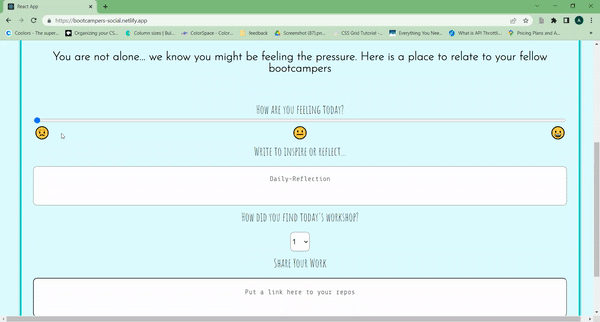 React App
https://bootcampers-social.netlify.app
Coolors - The super...
Organizing your CS...
Column sizes | Bul...
ColorSpace - Color...
feedback
Screenshot (87).pn...
CSS Grid Tutorial -...
Everything You Nee...
What is API Throttli...
Pricing Plans and A...
You are not alone... we know you might be feeling the pressure. Here is a place to relate to your fellow
bootcampers
How are you feeling today?
Write to inspire or reflect...
Daily-Reflection
How did you find today's workshop?
1
Share Your Work
Put a link here to your repos